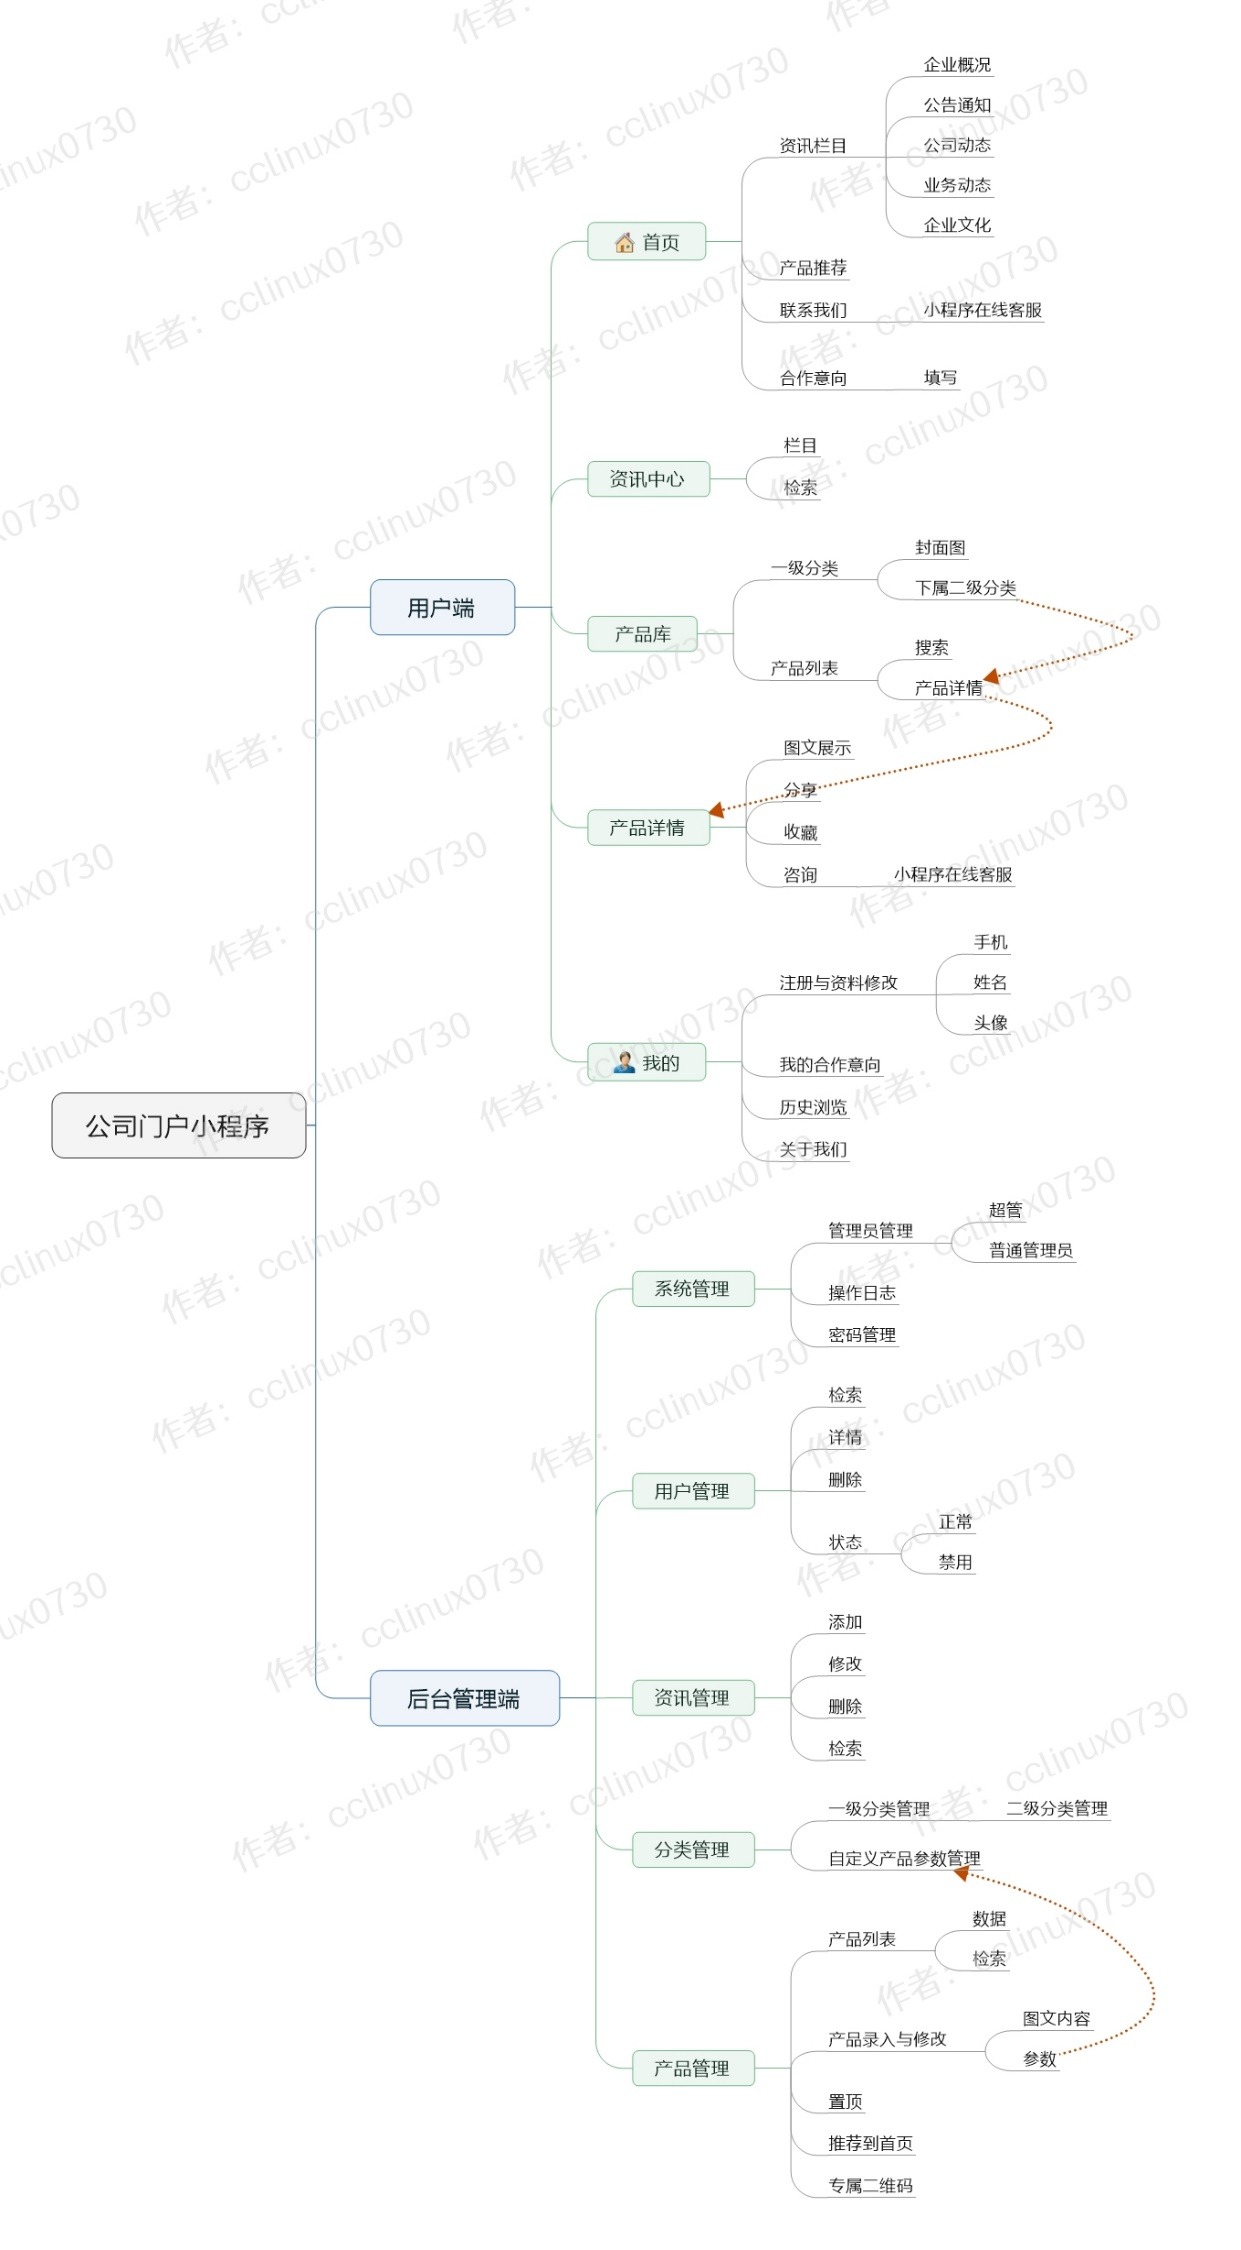 公司门户小程序
用户端
首页
资讯栏目
企业概况
公告通知
公司动态
业务动态
企业文化
产品推荐
联系我们
小程序在线客服
合作意向
填写
资讯中心
栏目
检索
产品库
一级分类
封面图
下属二级分类
产品列表
搜索
产品详情
产品详情
图文展示
分享
收藏
咨询
小程序在线客服
我的
注册与资料修改
手机
姓名
头像
我的合作意向
历史浏览
关于我们
后台管理端
系统管理
管理员管理
超管
普通管理员
操作日志
密码管理
用户管理
检索
详情
删除
状态
正常
禁用
资讯管理
添加
修改
删除
检索
分类管理
一级分类管理
二级分类管理
自定义产品参数管理
产品管理
产品列表
数据
检索
产品录入与修改
图文内容
参数
置顶
推荐到首页
专属二维码
作者：cclinux0730